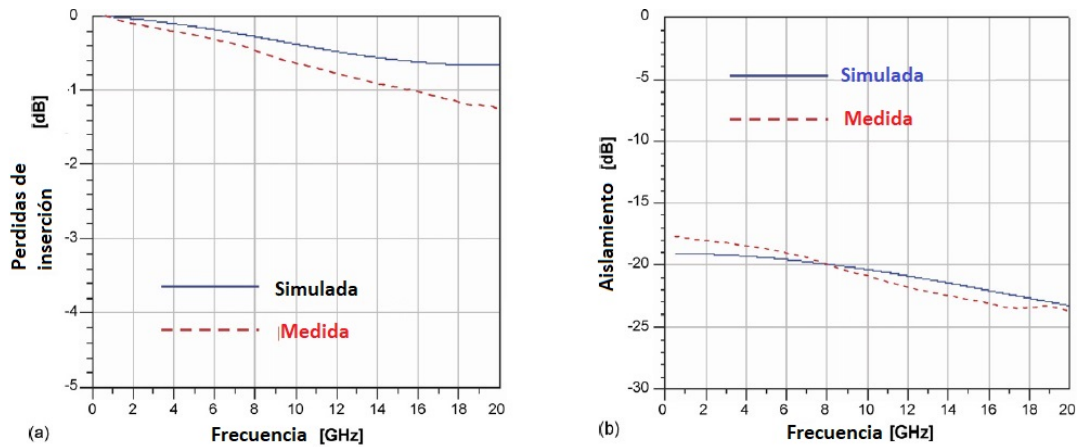 0
-1
-2
-3
-4
-5
Perdidas de
inserción [dB]
Simulada
Medida
0 2 4 6 8 10 12 14 16 18 20
(a) Frecuencia [GHz]
0
-5
-10
-15
-20
-25
-30
Aislamiento [dB]
Simulada
Medida
0 2 4 6 8 10 12 14 16 18 20
(b) Frecuencia [GHz]